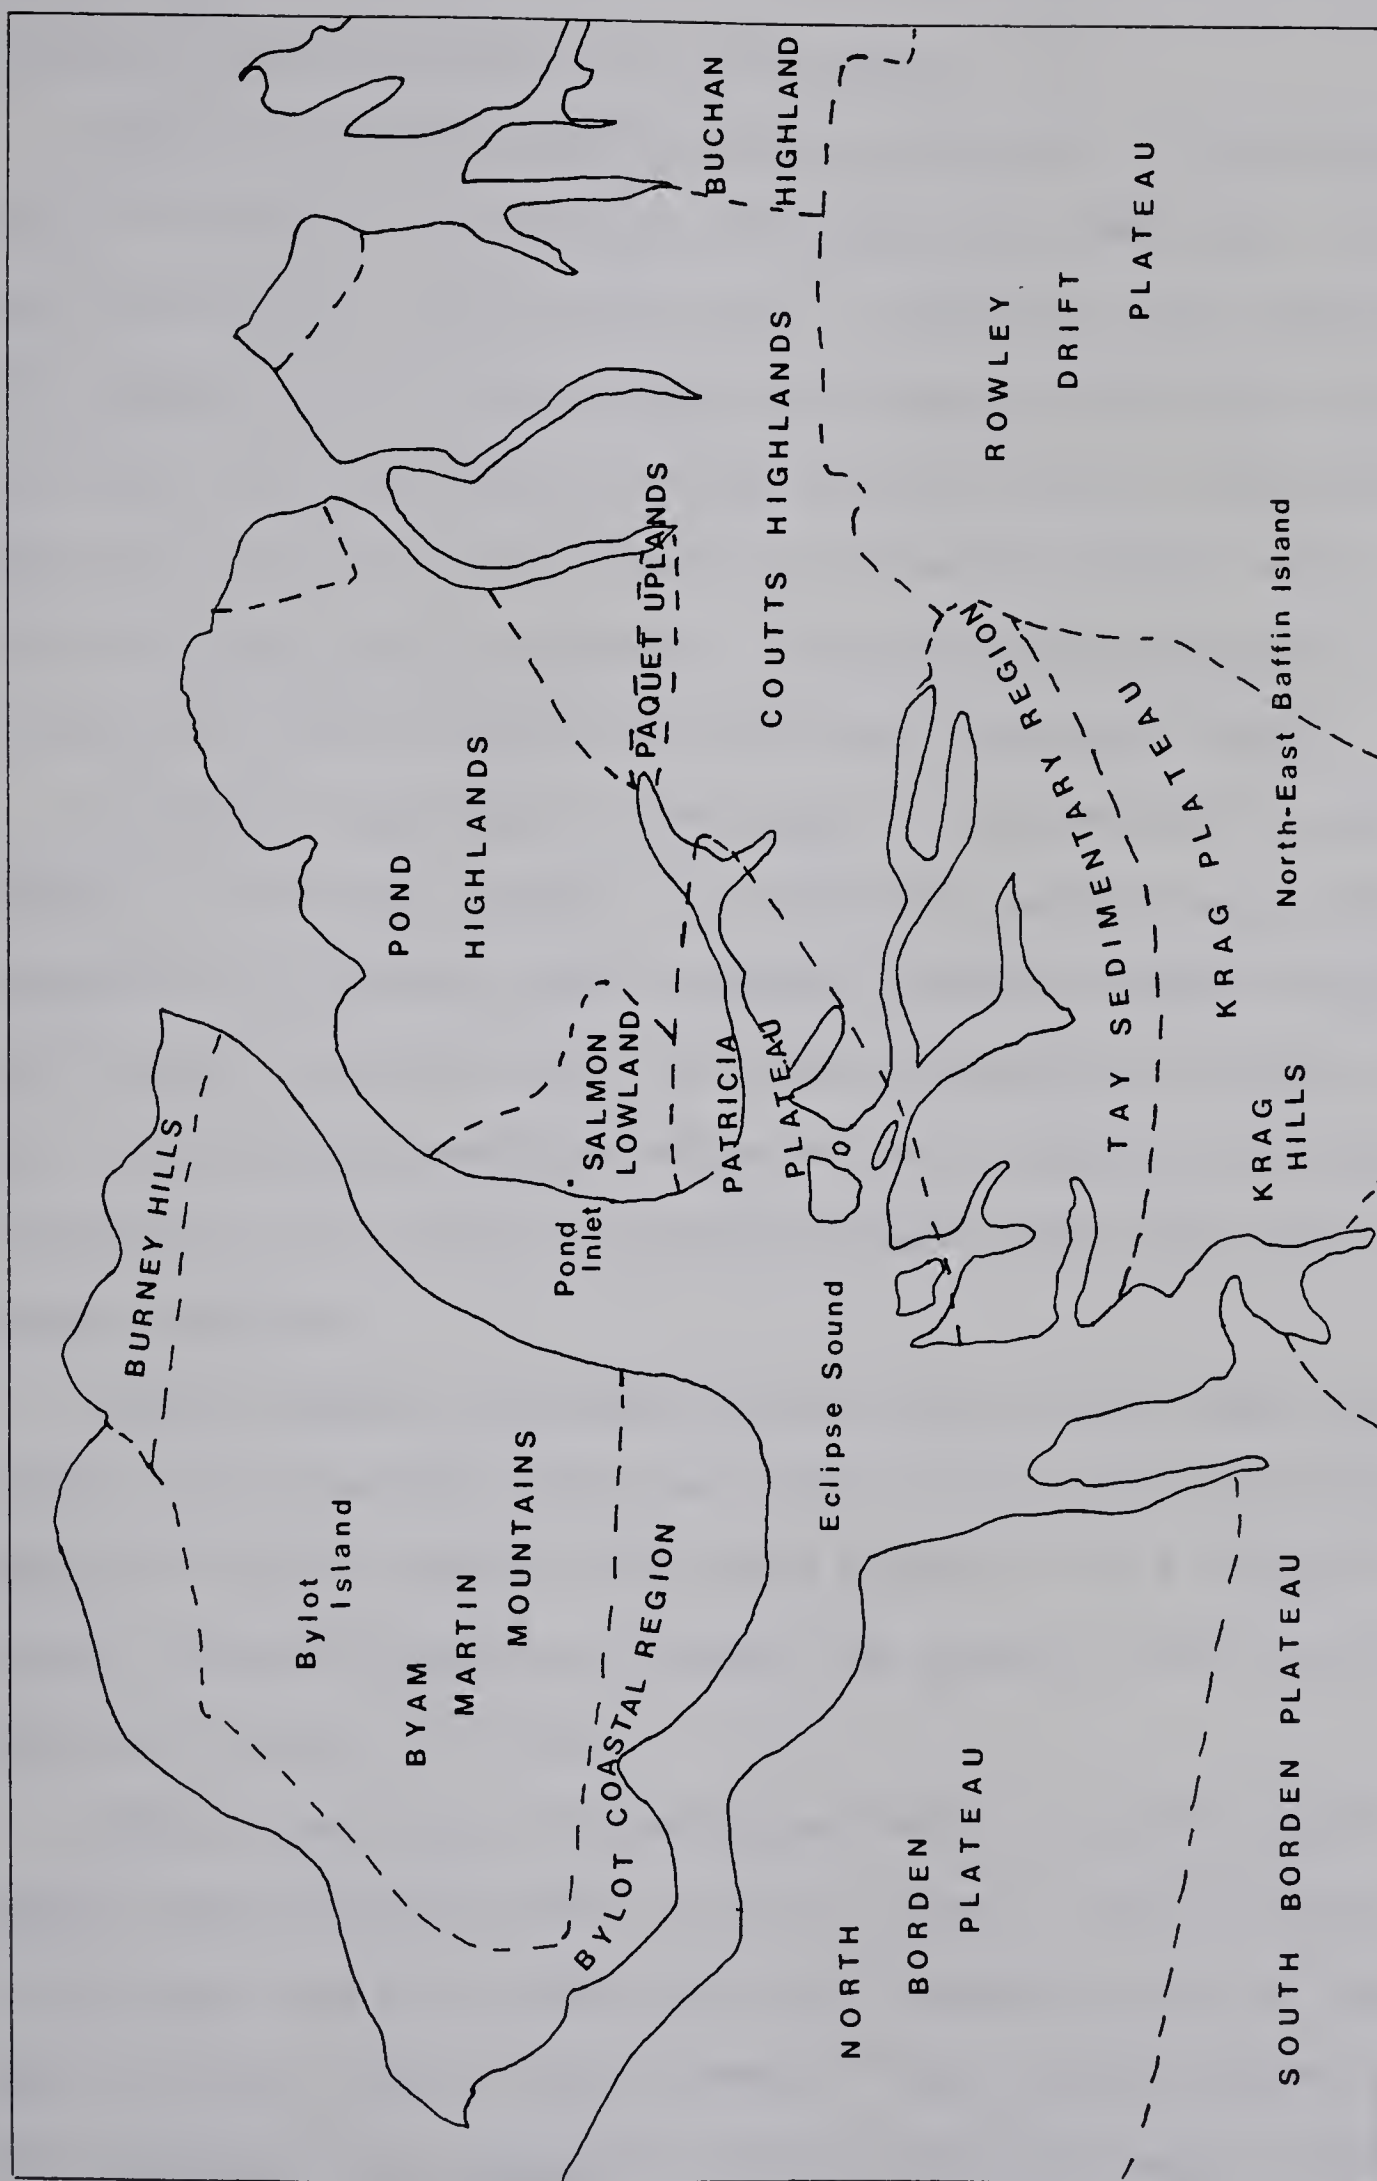 BURNEY HILLS
Bylot
Island
BYAM
MARTIN
MOUNTAINS
BYLOT COASTAL REGION
POND
HIGHLANDS
Pond
Inlet
SALMON
LOWLAND
PAQUET UPLANDS
PATRICIA
PLATEAU
COUTTS HIGHLANDS
BUCHAN
HIGHLAND
Eclipse Sound
NORTH
BORDEN
PLATEAU
ROWLEY
DRIFT
PLATEAU
TAY SEDIMENTARY REGION
KRAG PLATEAU
KRAG
HILLS
North-East Baffin Island
SOUTH BORDEN PLATEAU